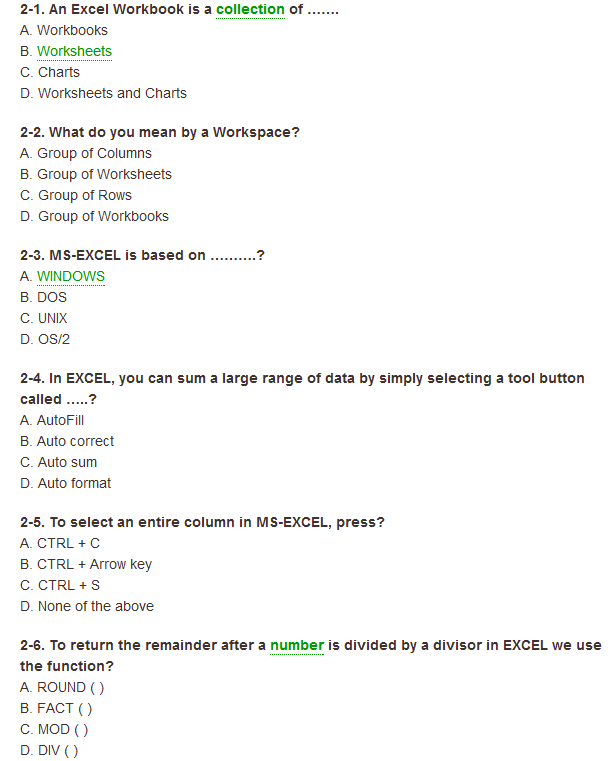 2-1. An Excel Workbook is a collection of .......
A. Workbooks
B. Worksheets
C. Charts
D. Worksheets and Charts
2-2. What do you mean by a Workspace?
A. Group of Columns
B. Group of Worksheets
C. Group of Rows
D. Group of Workbooks
2-3. MS-EXCEL is based on ..........?
A. WINDOWS
B. DOS
C. UNIX
D. OS/2
2-4. In EXCEL, you can sum a large range of data by simply selecting a tool button
called .....?
A. AutoFill
B. Auto correct
C. Auto sum
D. Auto format
2-5. To select an entire column in MS-EXCEL, press?
A. CTRL + C
B. CTRL + Arrow key
C. CTRL + S
D. None of the above
2-6. To return the remainder after a number is divided by a divisor in EXCEL we use
the function?
A. ROUND ( )
B. FACT ( )
C. MOD ( )
D. DIV ( )